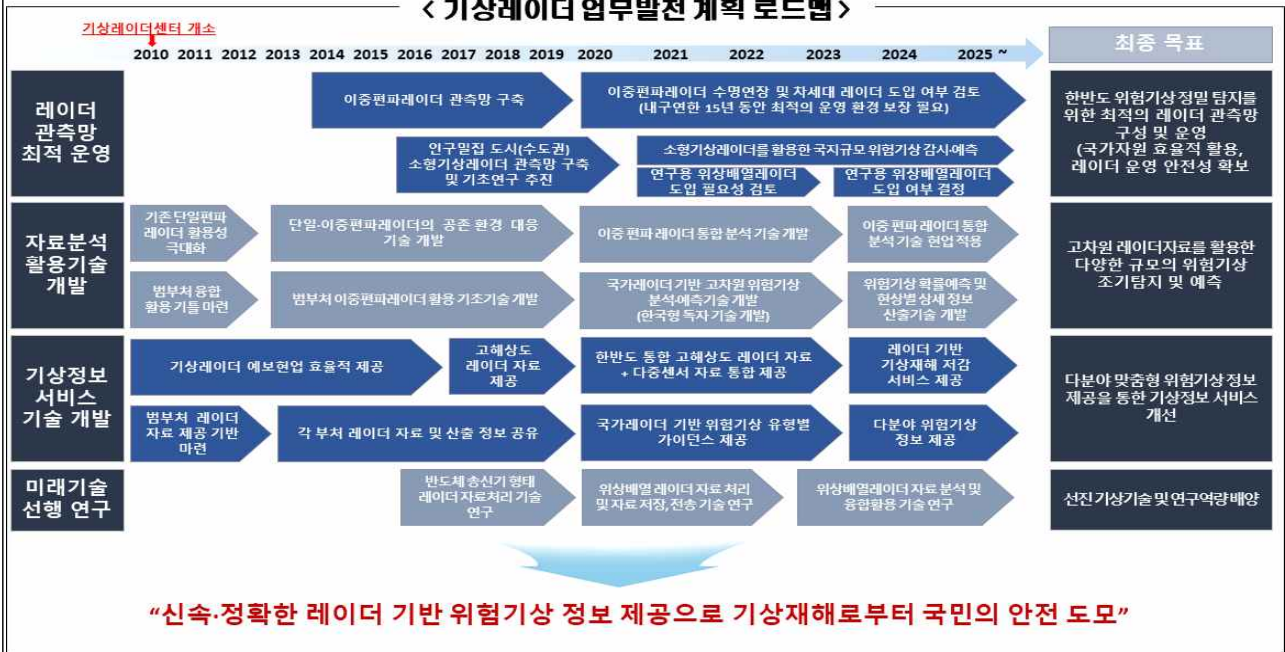 < 기상레이더 업무발전 계획 로드맵 >
기상레이더센터 개소
2010 2011 2012 2013 2014 2015 2016 2017 2018 2019 2020 2021 2022 2023 2024 2025 ~
최종 목표
레이더
관측망
최적 운영
이중편파레이더 관측망 구축
이중편파레이더 수명연장 및 차세대 레이더 도입 여부 검토
(내구연한 15년 동안 최적의 운영 환경 보장 필요)
인구밀집 도시(수도권)
소형기상레이더 관측망 구축
및 기초연구 추진
소형기상레이더를 활용한 국지규모 위험기상 감시·예측
연구용 위상배열레이더
도입 필요성 검토
연구용 위상배열레이더
도입 여부 결정
한반도 위험기상 정밀 탐지를
위한 최적의 레이더 관측망
구성 및 운영
(국가자원 효율적 활용,
레이더 운영 안전성 확보
자료분석
활용기술
개발
기존 단일편파
레이더 활용성
극대화
단일·이중편파레이더의 공존 환경 대응
기술 개발
이중 편파 레이더 통합 분석 기술 개발
이중 편파 레이더 통합
분석 기술 현업 적용
범부처 융합
활용 기틀 마련
범부처 이중편파레이더 활용 기초기술 개발
국가레이더 기반 고차원 위험기상
분석·예측기술 개발
(한국형 독자 기술 개발)
위험기상 확률예측 및
현상별 상세 정보
산출기술 개발
고차원 레이더자료를 활용한
다양한 규모의 위험기상
조기탐지 및 예측
기상정보
서비스
기술 개발
기상레이더 예보현업 효율적 제공
고해상도
레이더 자료
제공
한반도 통합 고해상도 레이더 자료
+ 다중센서 자료 통합 제공
레이더 기반
기상재해 저감
서비스 제공
범부처 레이더
자료 제공 기반
마련
각 부처 레이더 자료 및 산출 정보 공유
국가레이더 기반 위험기상 유형별
가이던스 제공
다분야 위험기상
정보 제공
다분야 맞춤형 위험기상 정보
제공을 통한 기상정보 서비스
개선
미래기술
선행 연구
반도체 송신기 형태
레이더 자료처리 기술
연구
위상배열 레이더 자료 처리
및 자료 저장, 전송 기술 연구
위상배열레이더 자료 분석 및
융합활용 기술 연구
선진 기상기술 및 연구역량 배양
“신속·정확한 레이더 기반 위험기상 정보 제공으로 기상재해로부터 국민의 안전 도모”